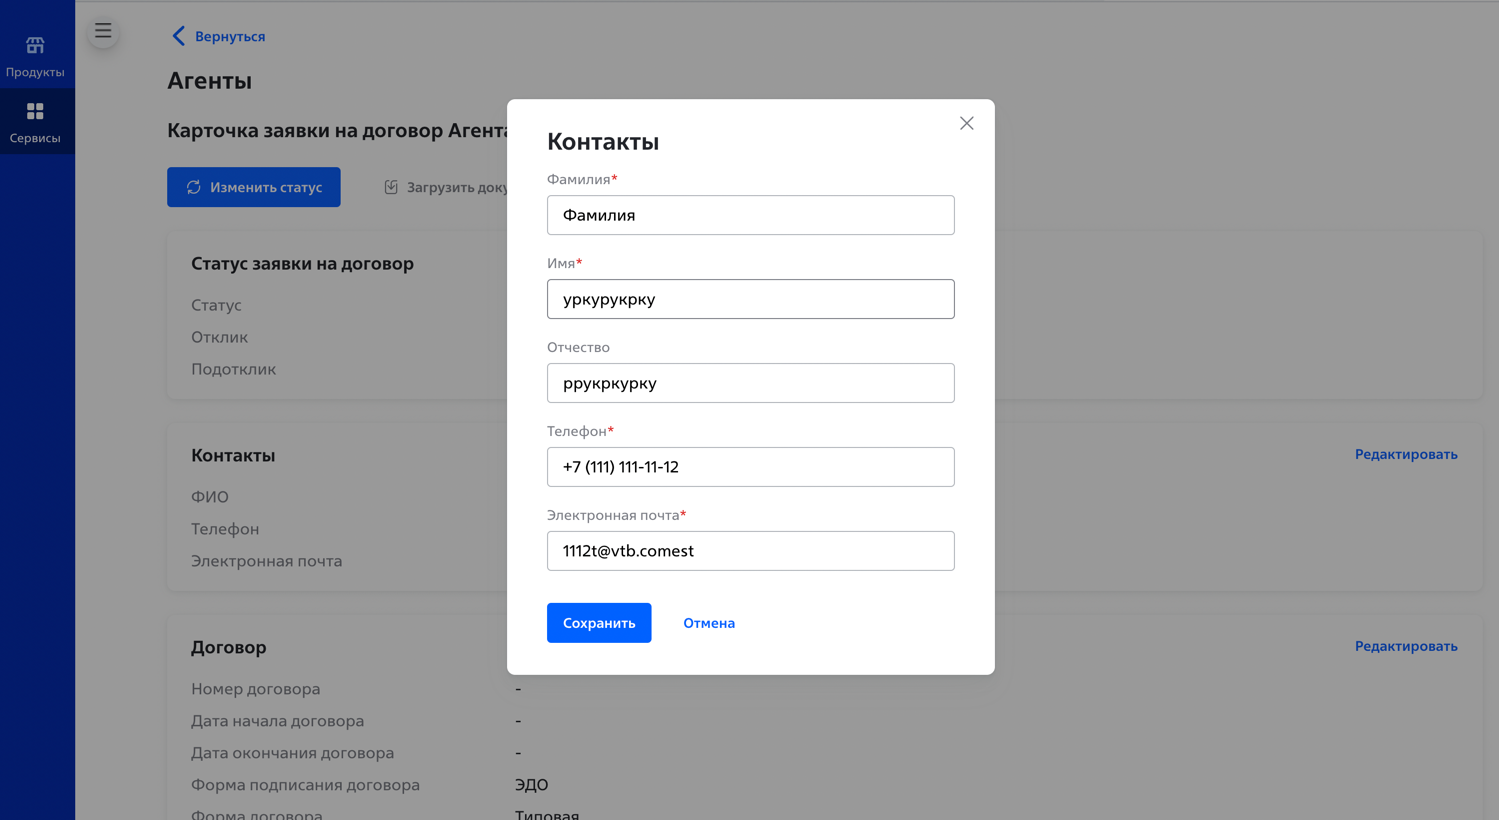 Продукты
Сервисы
Вернуться
Агенты
Карточка заявки на договор Агента
Изменить статус
Загрузить доку
Статус заявки на договор
Статус
Отклик
Подотклик
Контакты
Редактировать
ФИО
Телефон
Электронная почта
Договор
Редактировать
Номер договора -
Дата начала договора -
Дата окончания договора -
Форма подписания договора ЭДО
Форма договора Типовая
Контакты
Фамилия*
Фамилия
Имя*
уркурукрку
Отчество
ррукркурку
Телефон*
+7 (111) 111-11-12
Электронная почта*
1112t@vtb.comest
Сохранить
Отмена